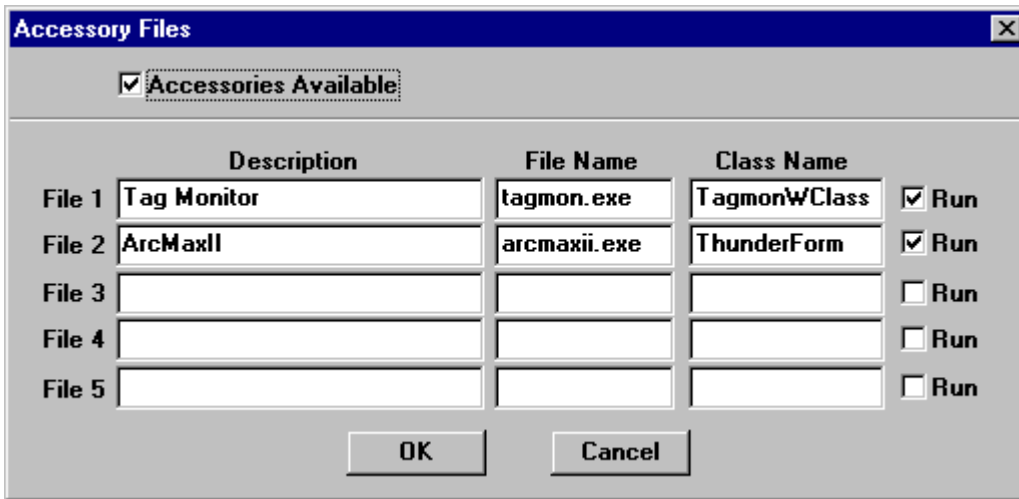 Accessory Files
Accessories Available
Description File Name Class Name
File 1 Tag Monitor tagmon.exe TagmonWClass Run
File 2 ArcMaxII arcmaxii.exe ThunderForm Run
File 3 Run
File 4 Run
File 5 Run
OK Cancel